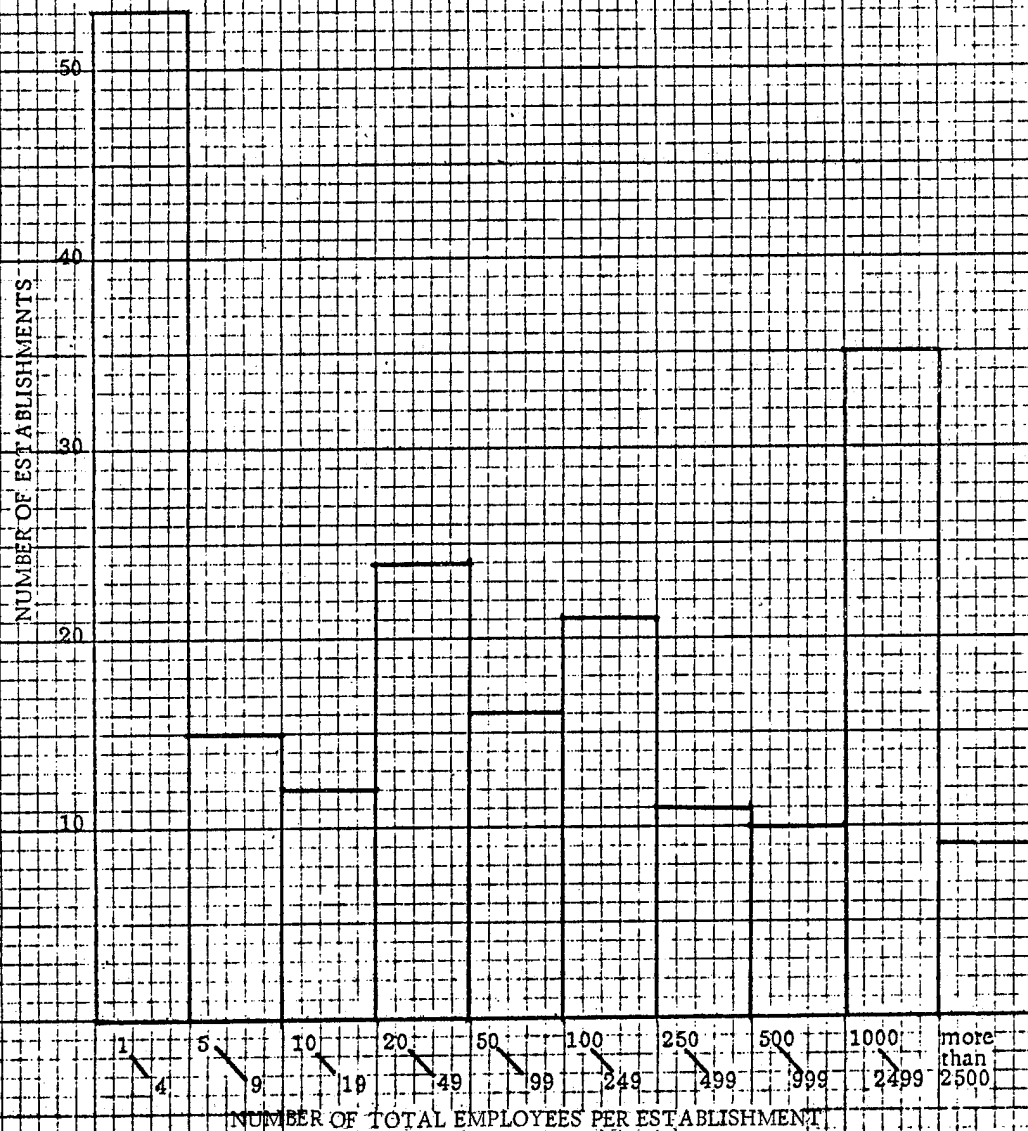 50
40
30
20
10
NUMBER OF ESTABLISHMENTS
1 5 10 20 50 100 250 500 1000 more
than
4 9 19 49 99 249 499 999 2499 2500
NUMBER OF TOTAL EMPLOYEES PER ESTABLISHMENT